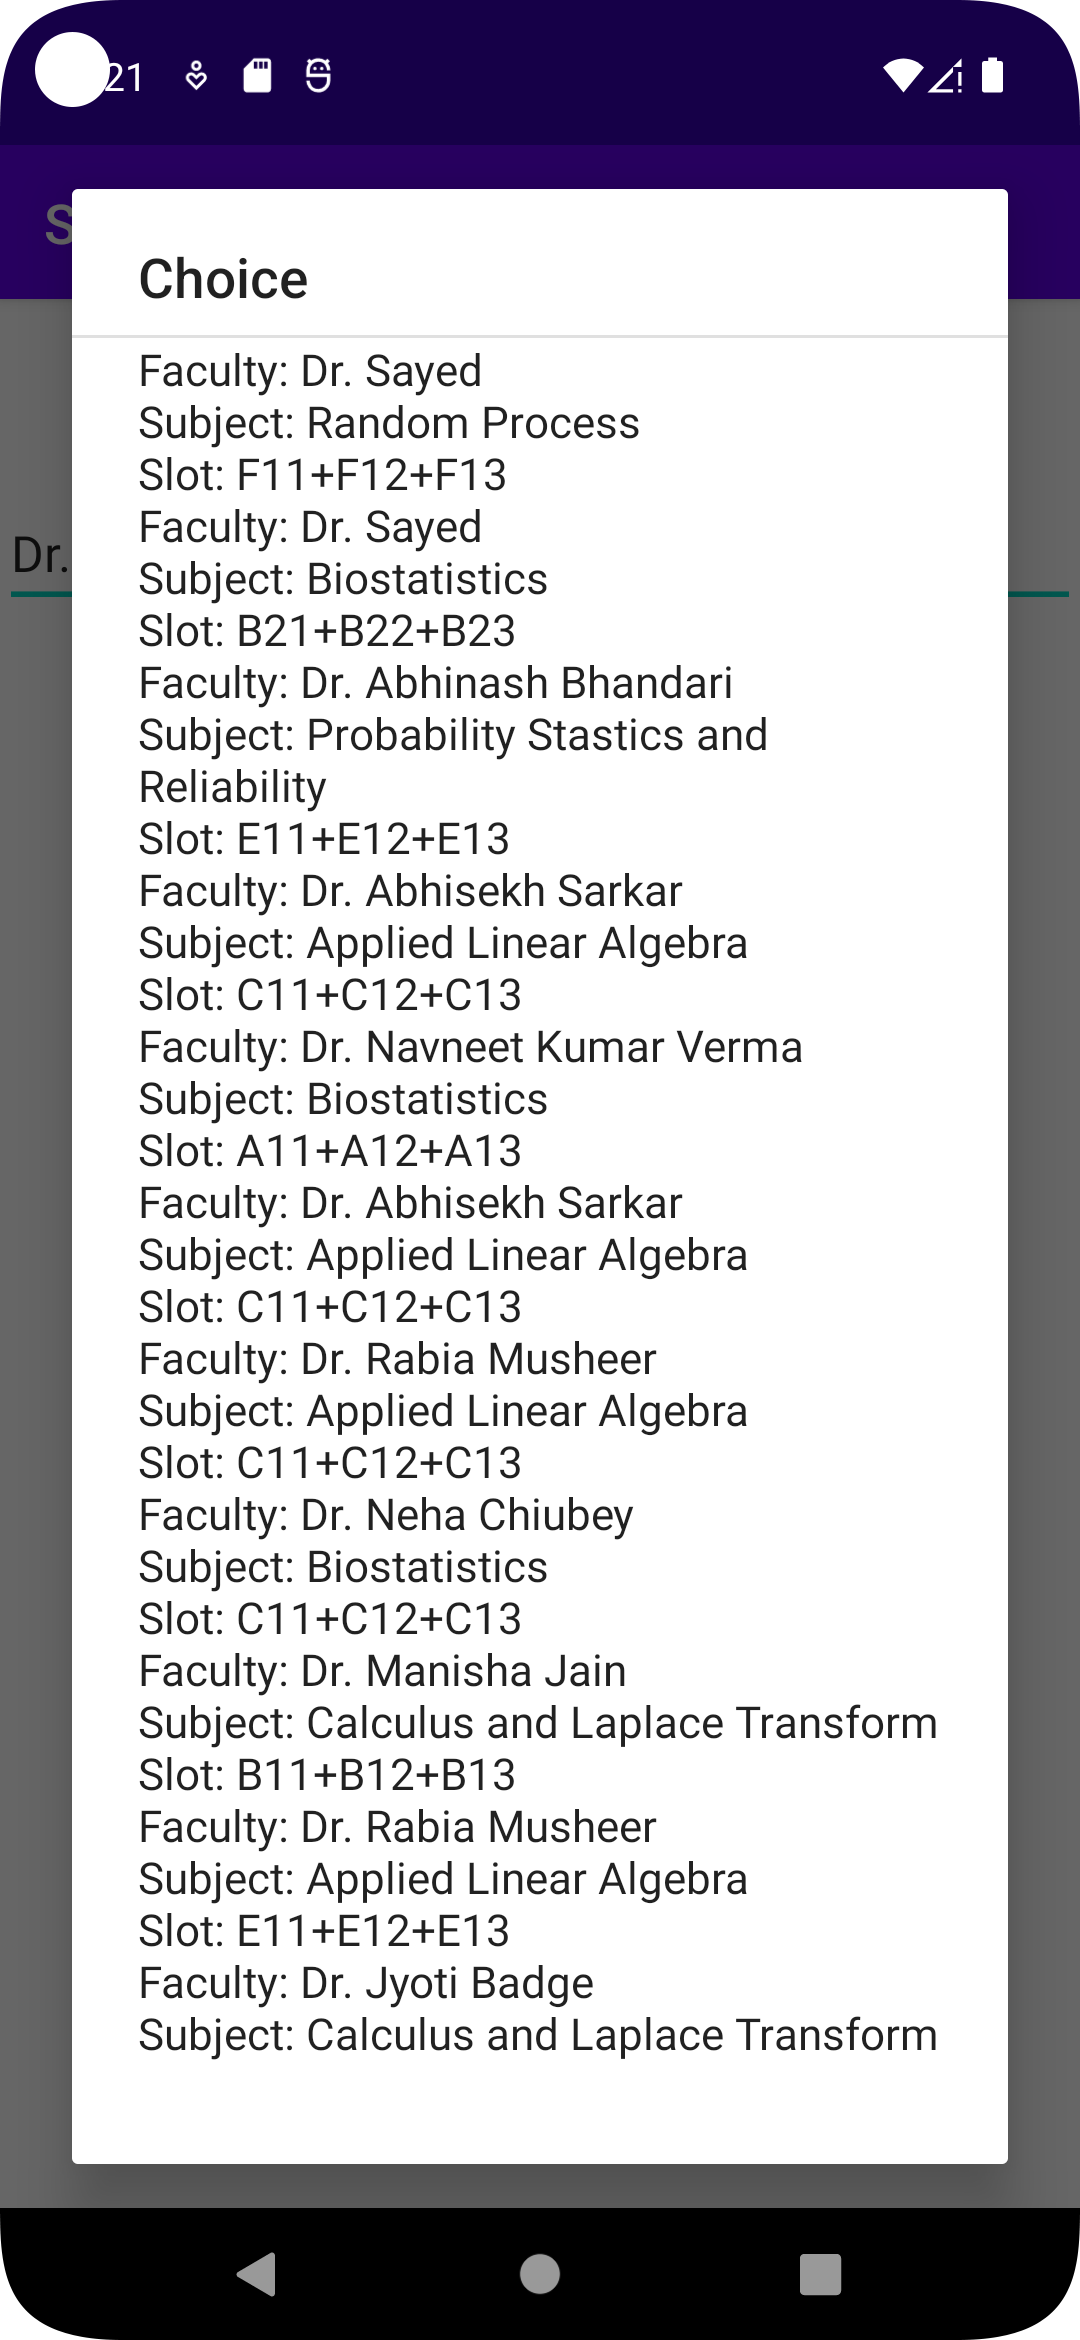 21
S
Choice
Dr.
Faculty: Dr. Sayed
Subject: Random Process
Slot: F11+F12+F13
Faculty: Dr. Sayed
Subject: Biostatistics
Slot: B21+B22+B23
Faculty: Dr. Abhinash Bhandari
Subject: Probability Stastics and
Reliability
Slot: E11+E12+E13
Faculty: Dr. Abhisekh Sarkar
Subject: Applied Linear Algebra
Slot: C11+C12+C13
Faculty: Dr. Navneet Kumar Verma
Subject: Biostatistics
Slot: A11+A12+A13
Faculty: Dr. Abhisekh Sarkar
Subject: Applied Linear Algebra
Slot: C11+C12+C13
Faculty: Dr. Rabia Musheer
Subject: Applied Linear Algebra
Slot: C11+C12+C13
Faculty: Dr. Neha Chiubey
Subject: Biostatistics
Slot: C11+C12+C13
Faculty: Dr. Manisha Jain
Subject: Calculus and Laplace Transform
Slot: B11+B12+B13
Faculty: Dr. Rabia Musheer
Subject: Applied Linear Algebra
Slot: E11+E12+E13
Faculty: Dr. Jyoti Badge
Subject: Calculus and Laplace Transform